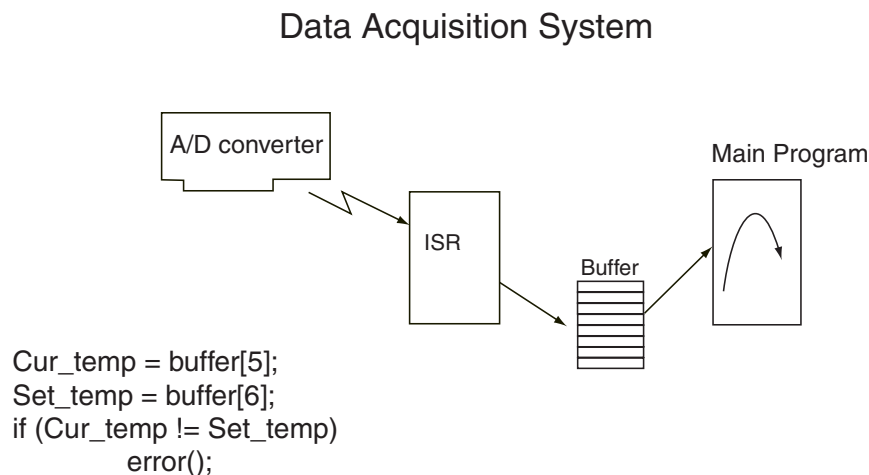 Data Acquisition System
A/D converter
Main Program
ISR
Buffer
Cur_temp = buffer[5];
Set_temp = buffer[6];
if (Cur_temp != Set_temp)
error();